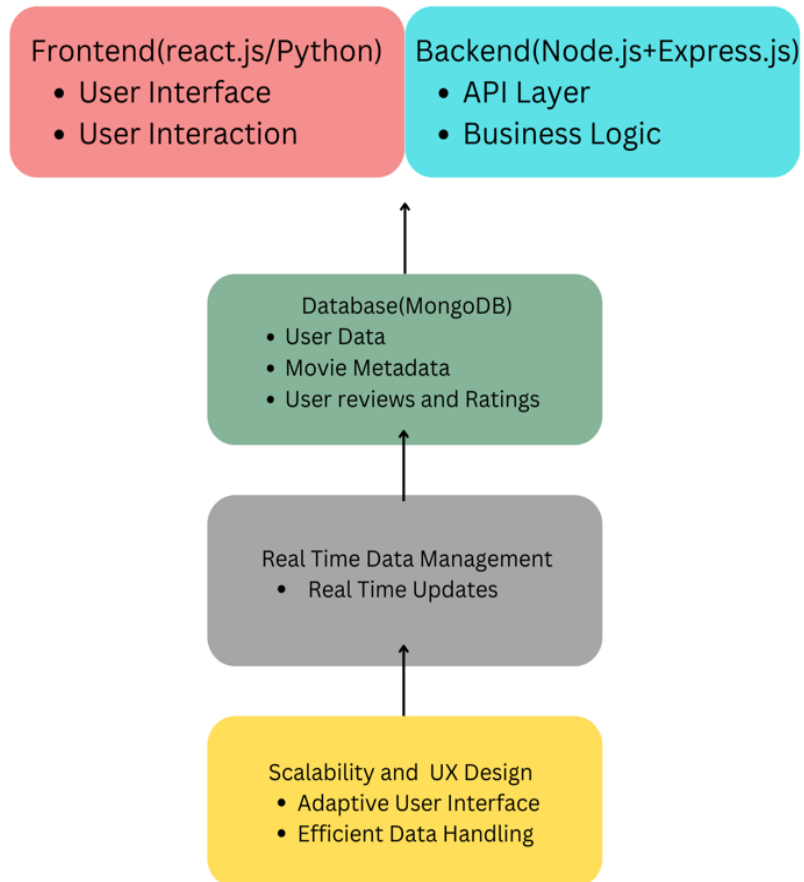 Frontend(react.js/Python)
• User Interface
• User Interaction
Backend(Node.js+Express.js)
• API Layer
• Business Logic
Database(MongoDB)
• User Data
• Movie Metadata
• User reviews and Ratings
Real Time Data Management
• Real Time Updates
Scalability and UX Design
• Adaptive User Interface
• Efficient Data Handling